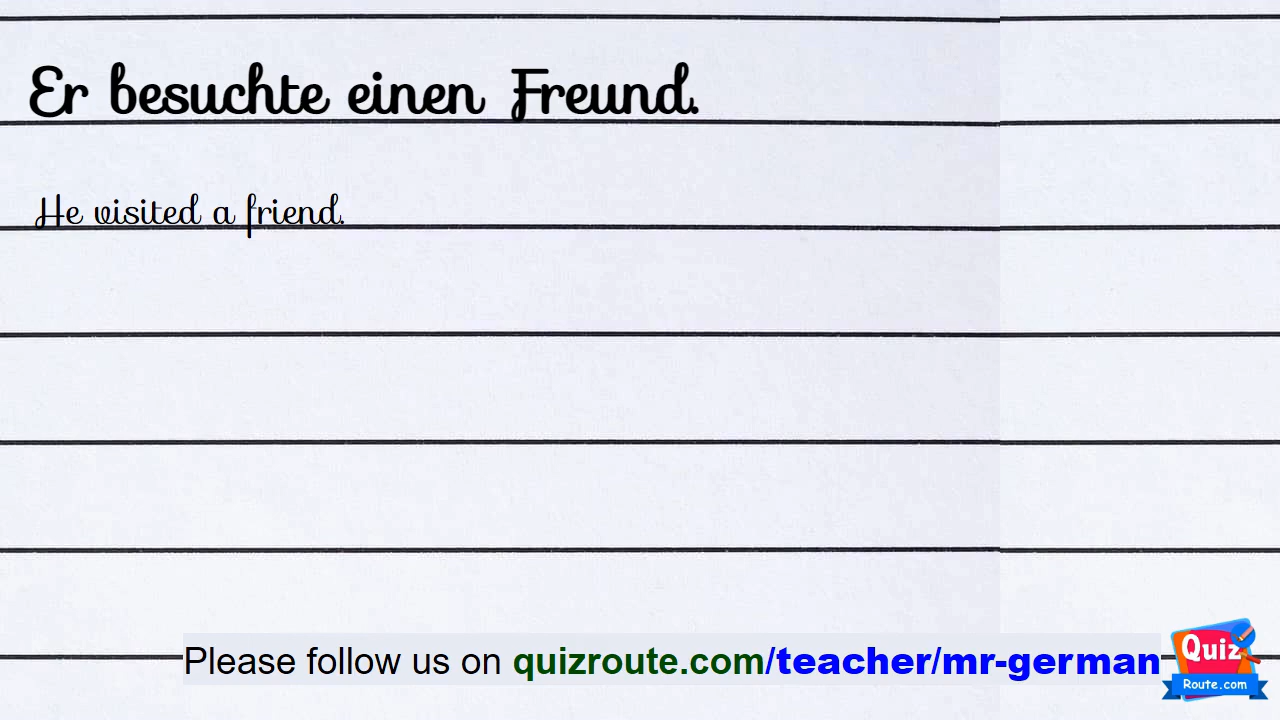 Er besuchte einen Freund.
He visited a friend.
Please follow us on quizroute.com/teacher/mr-german
Quiz
Route.com